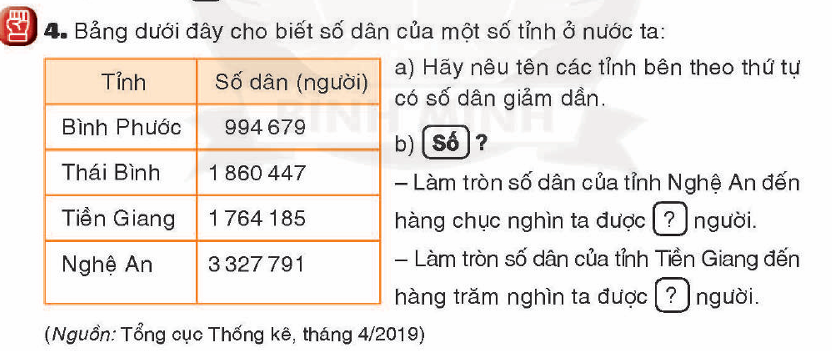 4. Bảng dưới đây cho biết số dân của một số tỉnh ở nước ta:
Tỉnh Số dân (người)
Bình Phước 994 679
Thái Bình 1 860 447
Tiền Giang 1 764 185
Nghệ An 3 327 791
(Nguồn: Tổng cục Thống kê, tháng 4/2019)
a) Hãy nêu tên các tỉnh bên theo thứ tự
có số dân giảm dần.
b) Số ?
– Làm tròn số dân của tỉnh Nghệ An đến
hàng chục nghìn ta được ? người.
– Làm tròn số dân của tỉnh Tiền Giang đến
hàng trăm nghìn ta được ? người.
BÌNH MINH